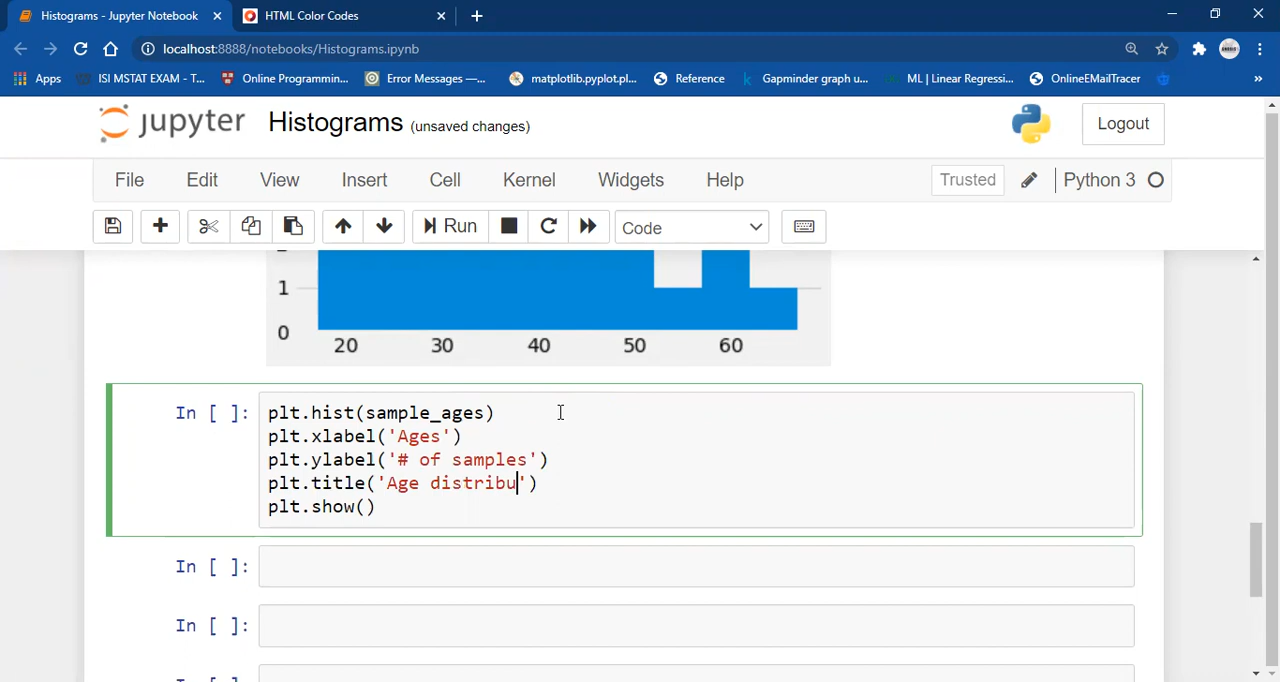 Histograms - Jupyter Notebook
HTML Color Codes
localhost:8888/notebooks/Histograms.ipynb
Apps
ISI MSTAT EXAM - T...
Online Programmin...
Error Messages —...
matplotlib.pyplot.pl...
Reference
Gapminder graph u...
ML | Linear Regressi...
OnlineEMailTracer
»
jupyter Histograms (unsaved changes)
Logout
File Edit View Insert Cell Kernel Widgets Help
Trusted
Python 3
Run
Code
1
0
20 30 40 50 60
In [ ]:
plt.hist(sample_ages)
plt.xlabel('Ages')
plt.ylabel('# of samples')
plt.title('Age distribu')
plt.show()
In [ ]:
In [ ]: